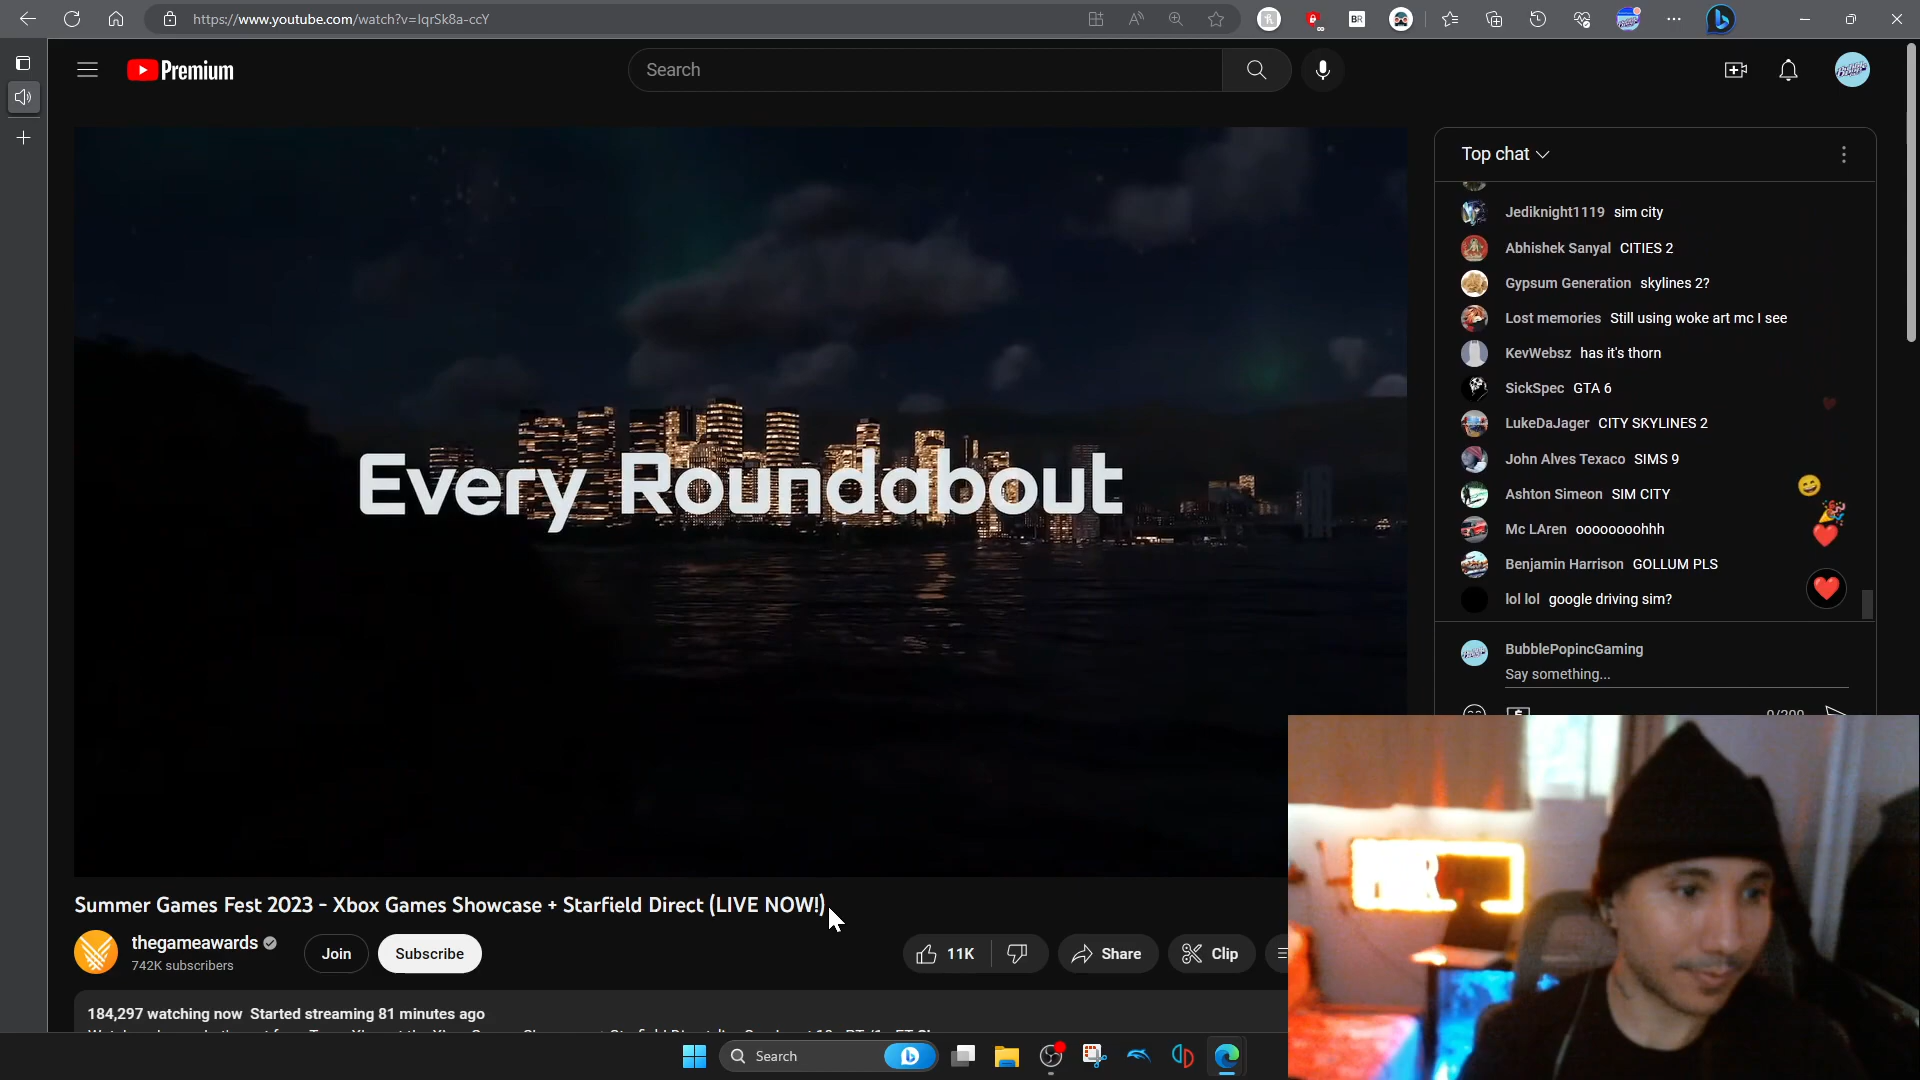 https://www.youtube.com/watch?v=IqrSk8a-ccY
BR
Premium
Search
Top chat
Jediknight1119 sim city
Abhishek Sanyal CITIES 2
Gypsum Generation skylines 2?
Lost memories Still using woke art mc I see
KevWebsz has it's thorn
SickSpec GTA 6
LukeDaJager CITY SKYLINES 2
John Alves Texaco SIMS 9
Ashton Simeon SIM CITY
Mc LAren oooooooohhh
Benjamin Harrison GOLLUM PLS
lol lol google driving sim?
BubblePopincGaming
Say something...
0/200
Every Roundabout
Summer Games Fest 2023 - Xbox Games Showcase + Starfield Direct (LIVE NOW!)
thegameawards
742K subscribers
Join
Subscribe
11K
Share
Clip
184,297 watching now Started streaming 81 minutes ago
Search